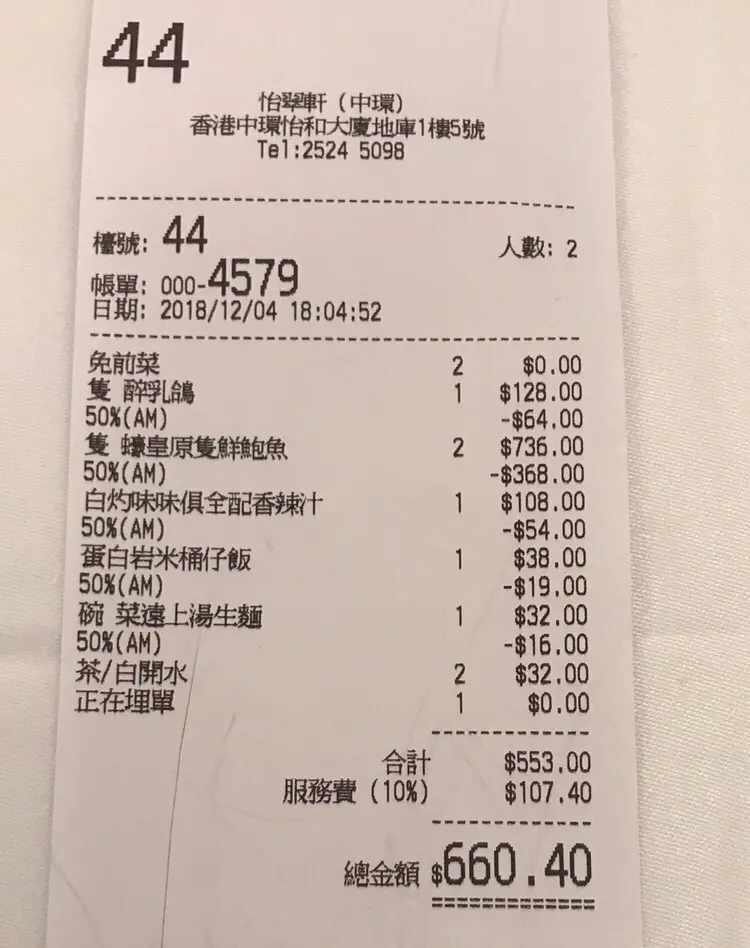 44
怡翠軒（中環）
香港中環怡和大廈地庫1樓5號
Tel:2524 5098
檯號: 44 人數: 2
帳單: 000-4579
日期: 2018/12/04 18:04:52
免前菜 2 $0.00
隻 醉乳鴿 1 $128.00
50%(AM) -$64.00
隻 蠔皇原隻鮮鮑魚 2 $736.00
50%(AM) -$368.00
白灼味味俱全配香辣汁 1 $108.00
50%(AM) -$54.00
蛋白岩米桶仔飯 1 $38.00
50%(AM) -$19.00
碗 菜遠上湯生麵 1 $32.00
50%(AM) -$16.00
茶/白開水 2 $32.00
正在埋單 1 $0.00
合計 $553.00
服務費 (10%) $107.40
總金額 $660.40